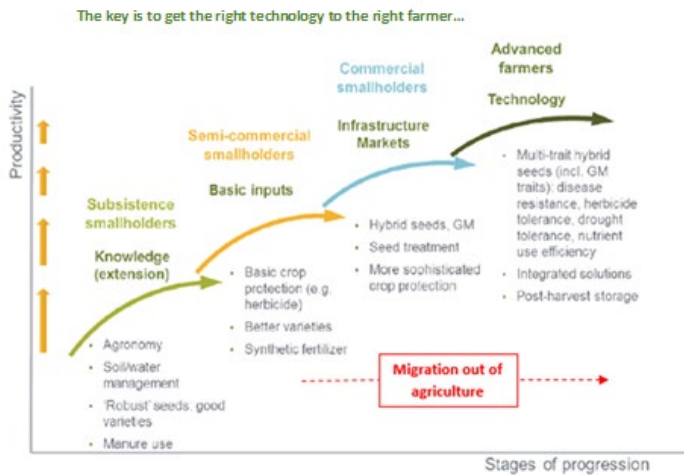 The key is to get the right technology to the right farmer...
Productivity
Subsistence
smallholders
Knowledge
(extension)
• Agronomy
• Soil/water
management
• 'Robust' seeds: good
varieties
• Manure use
Semi-commercial
smallholders
Basic inputs
• Basic crop
protection (e.g.
herbicide)
• Better varieties
• Synthetic fertilizer
Commercial
smallholders
Infrastructure
Markets
• Hybrid seeds, GM
• Seed treatment
• More sophisticated
crop protection
Advanced
farmers
Technology
• Multi-trait hybrid
seeds (incl. GM
traits): disease
resistance, herbicide
tolerance, drought
tolerance, nutrient
use efficiency
• Integrated solutions
• Post-harvest storage
Migration out of
agriculture
Stages of progression